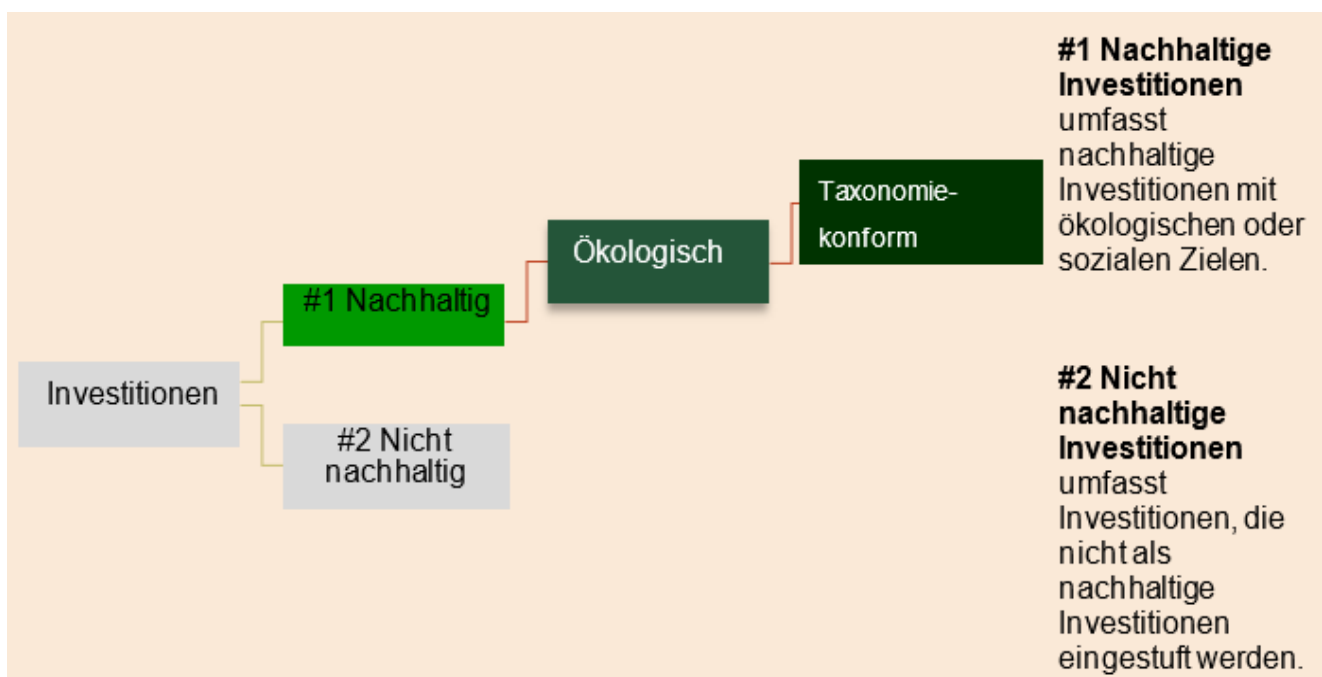 Investitionen
#1 Nachhaltig
#2 Nicht
nachhaltig
Ökologisch
Taxonomie-
konform
#1 Nachhaltige
Investitionen
umfasst
nachhaltige
Investitionen mit
ökologischen oder
sozialen Zielen.
#2 Nicht
nachhaltige
Investitionen
umfasst
Investitionen, die
nicht als
nachhaltige
Investitionen
eingestuft werden.